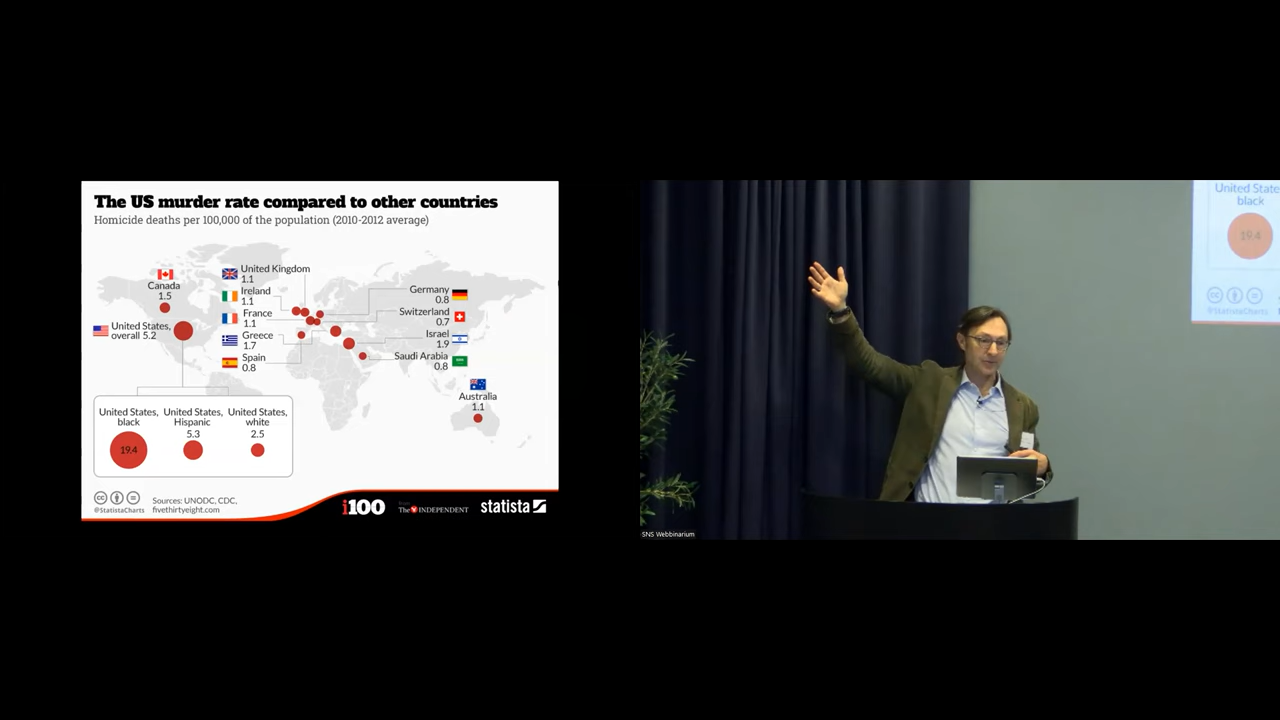 The US murder rate compared to other countries
Homicide deaths per 100,000 of the population (2010-2012 average)
Canada
1.5
United States,
overall 5.2
United Kingdom
1.1
Ireland
1.1
France
1.1
Greece
1.7
Spain
0.8
Germany
0.8
Switzerland
0.7
Israel
1.9
Saudi Arabia
0.8
Australia
1.1
United States,
black
19.4
United States,
Hispanic
5.3
United States,
white
2.5
@StatistaCharts
Sources: UNODC, CDC,
fivethirtyeight.com
i100
from
The INDEPENDENT
statista
United State
black
19.4
@StatistaCharts
SNS Webbinarium